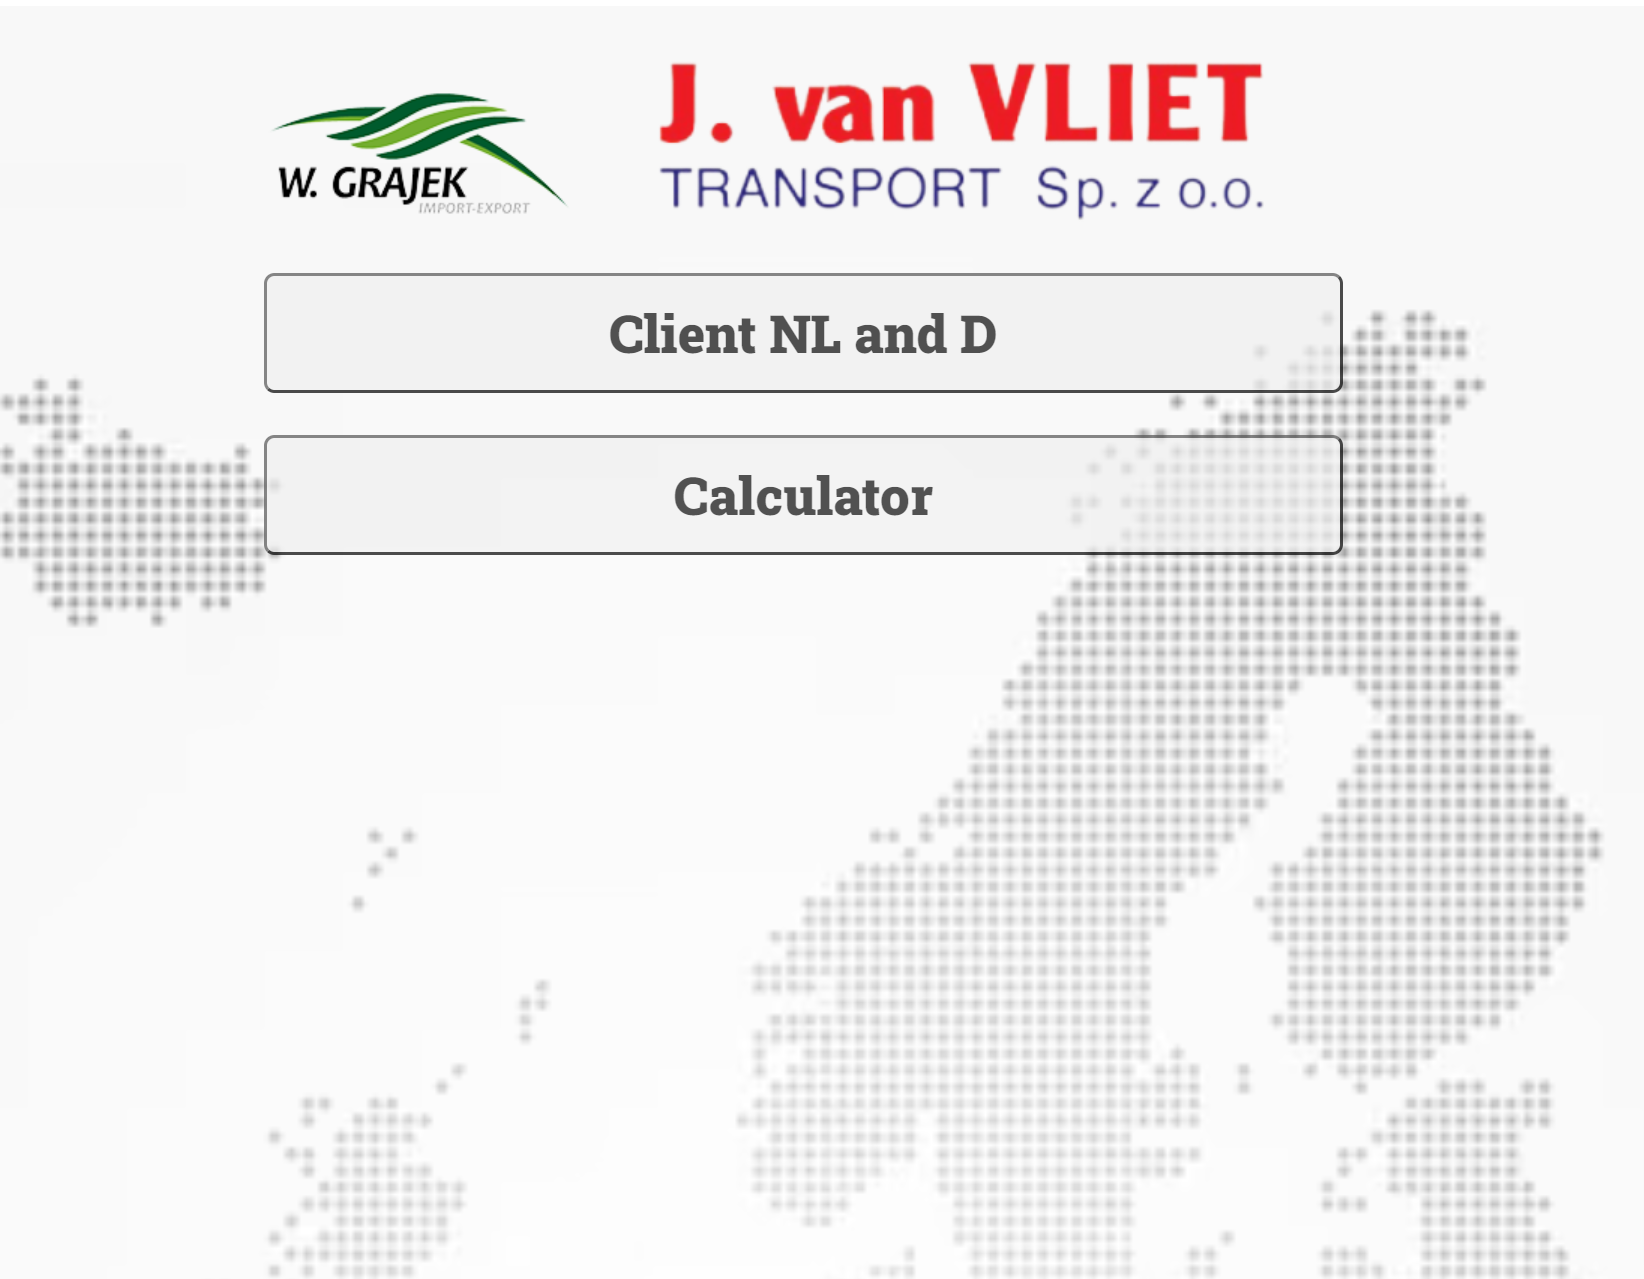 W. GRAJEK
IMPORT-EXPORT
J. van VLIET
TRANSPORT Sp. z o.o.
Client NL and D
Calculator